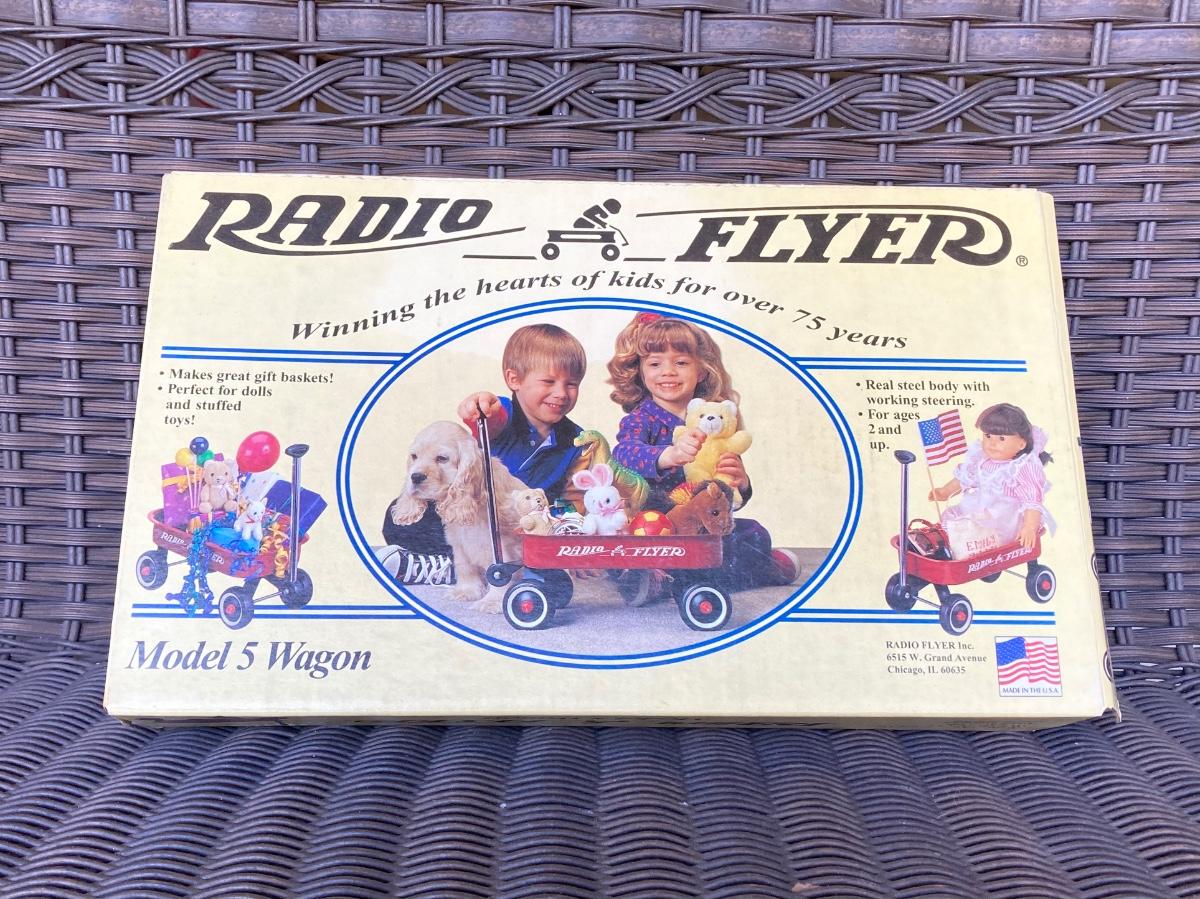 RADIO FLYER®
Winning the hearts of kids for over 75 years
• Makes great gift baskets!
• Perfect for dolls
and stuffed
toys!
• Real steel body with
working steering.
• For ages
2 and
up.
RADIO FLYER
RADIO FLYER
EMILY
RADIO FLYER
Model 5 Wagon
RADIO FLYER Inc.
6515 W. Grand Avenue
Chicago, IL 60635
MADE IN THE U.S.A.